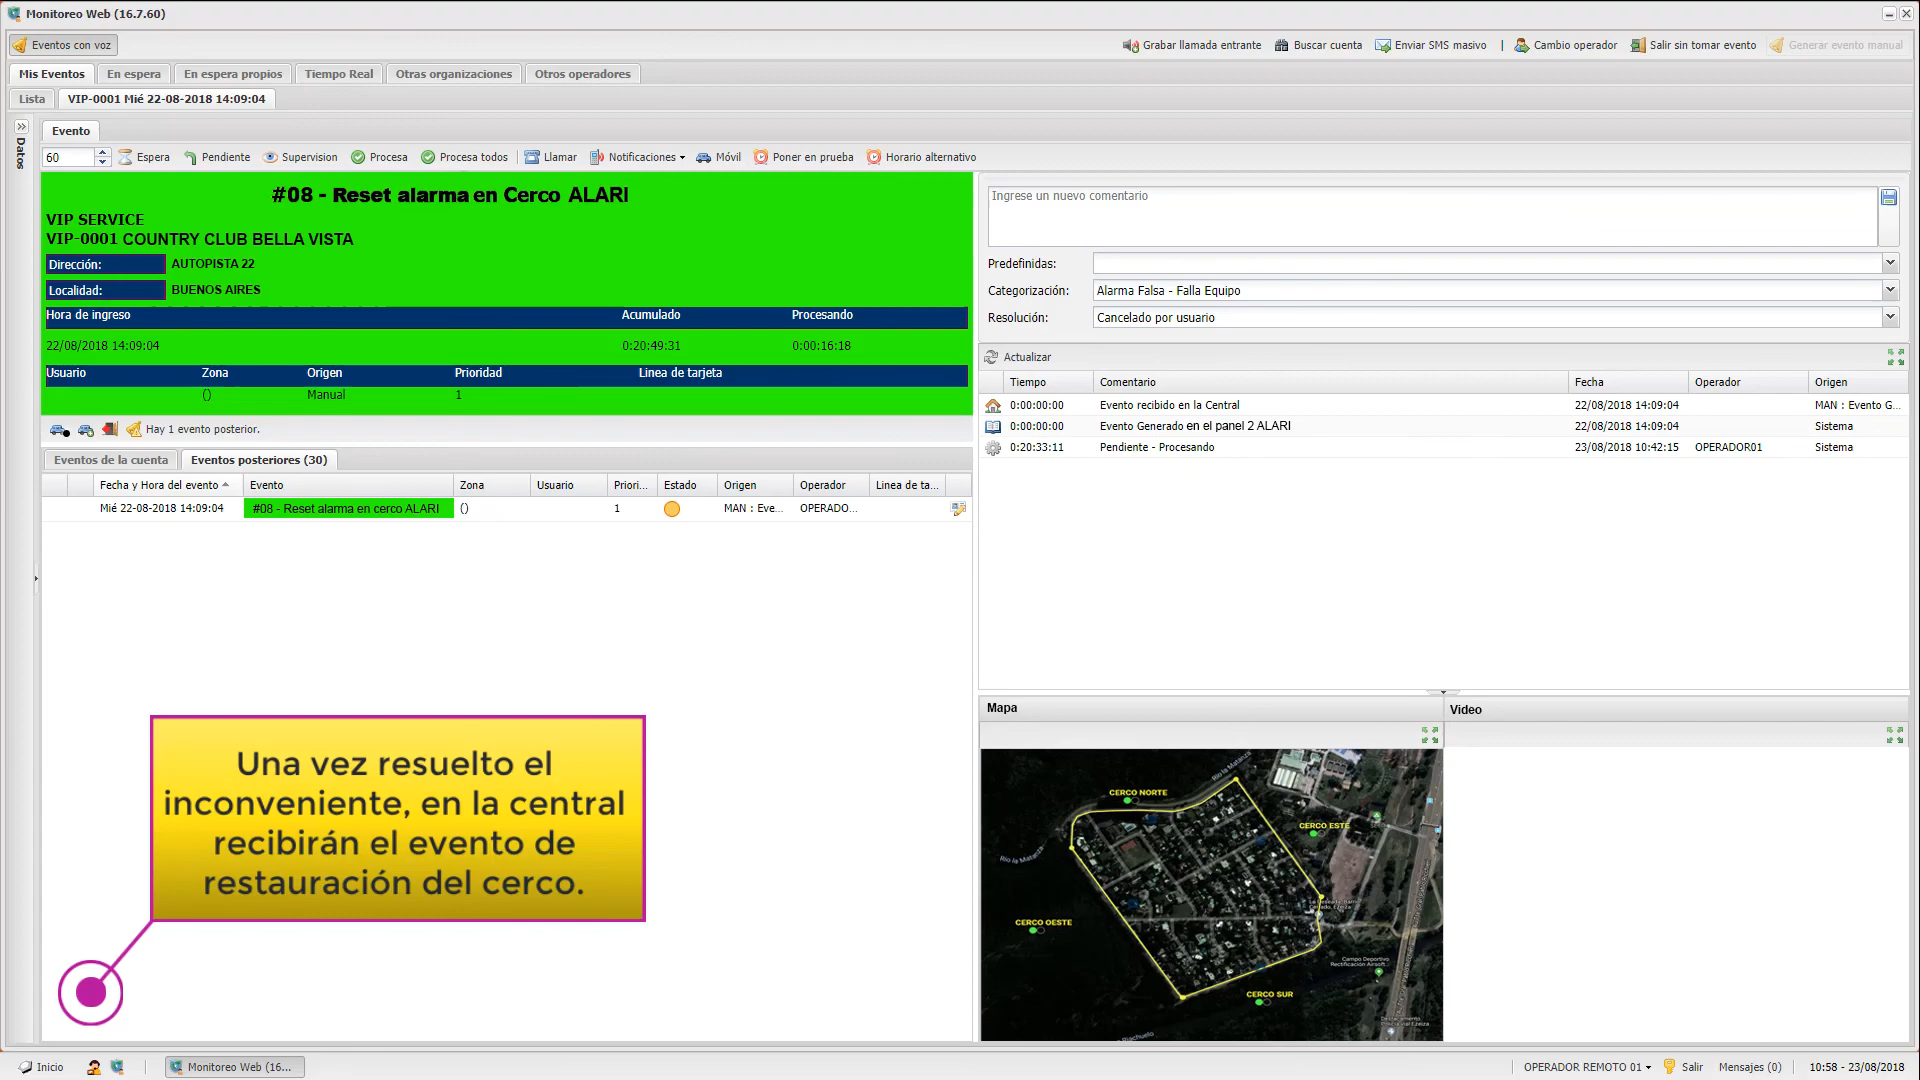 Monitoreo Web (16.7.60)
Eventos con voz
Grabar llamada entrante
Buscar cuenta
Enviar SMS masivo
Cambio operador
Salir sin tomar evento
Generar evento manual
Mis Eventos
En espera
En espera propios
Tiempo Real
Otras organizaciones
Otros operadores
Lista
VIP-0001 Mié 22-08-2018 14:09:04
Datos
Evento
60
Espera
Pendiente
Supervision
Procesa
Procesa todos
Llamar
Notificaciones
Móvil
Poner en prueba
Horario alternativo
#08 - Reset alarma en Cerco ALARI
VIP SERVICE
VIP-0001 COUNTRY CLUB BELLA VISTA
Dirección: AUTOPISTA 22
Localidad: BUENOS AIRES
Hora de ingreso Acumulado Procesando
22/08/2018 14:09:04 0:20:49:31 0:00:16:18
Usuario Zona Origen Prioridad Linea de tarjeta
() Manual 1
Hay 1 evento posterior.
Eventos de la cuenta
Eventos posteriores (30)
Fecha y Hora del evento Evento Zona Usuario Priori... Estado Origen Operador Linea de ta...
Mié 22-08-2018 14:09:04 #08 - Reset alarma en cerco ALARI () 1 MAN : Eve... OPERADO...
Ingrese un nuevo comentario
Predefinidas:
Categorización: Alarma Falsa - Falla Equipo
Resolución: Cancelado por usuario
Actualizar
Tiempo Comentario Fecha Operador Origen
0:00:00:00 Evento recibido en la Central 22/08/2018 14:09:04 MAN : Evento G...
0:00:00:00 Evento Generado en el panel 2 ALARI 22/08/2018 14:09:04 Sistema
0:20:33:11 Pendiente - Procesando 23/08/2018 10:42:15 OPERADOR01 Sistema
Una vez resuelto el
inconveniente, en la central
recibirán el evento de
restauración del cerco.
Mapa
Video
Río la Matanza
CERCO NORTE
CERCO ESTE
Río la Matanza
CERCO OESTE
Campo Deportivo
CERCO SUR
Inicio
Monitoreo Web (16...
OPERADOR REMOTO 01
Salir
Mensajes (0)
10:58 - 23/08/2018